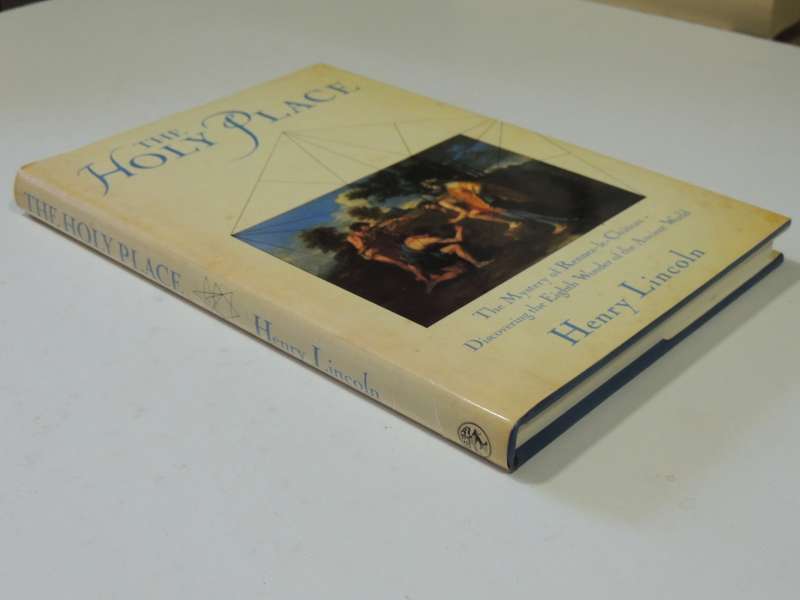 THE
HOLY PLACE
The Mystery of Rennes-le-Château -
Discovering the Eighth Wonder of the Ancient World
Henry Lincoln
THE HOLY PLACE
Henry Lincoln